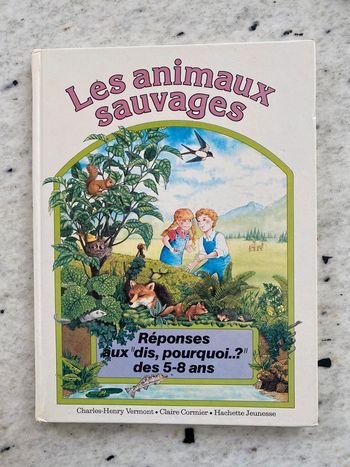 Les animaux
sauvages
Réponses
aux "dis, pourquoi..?"
des 5-8 ans
Charles-Henry Vermont • Claire Cormier • Hachette Jeunesse